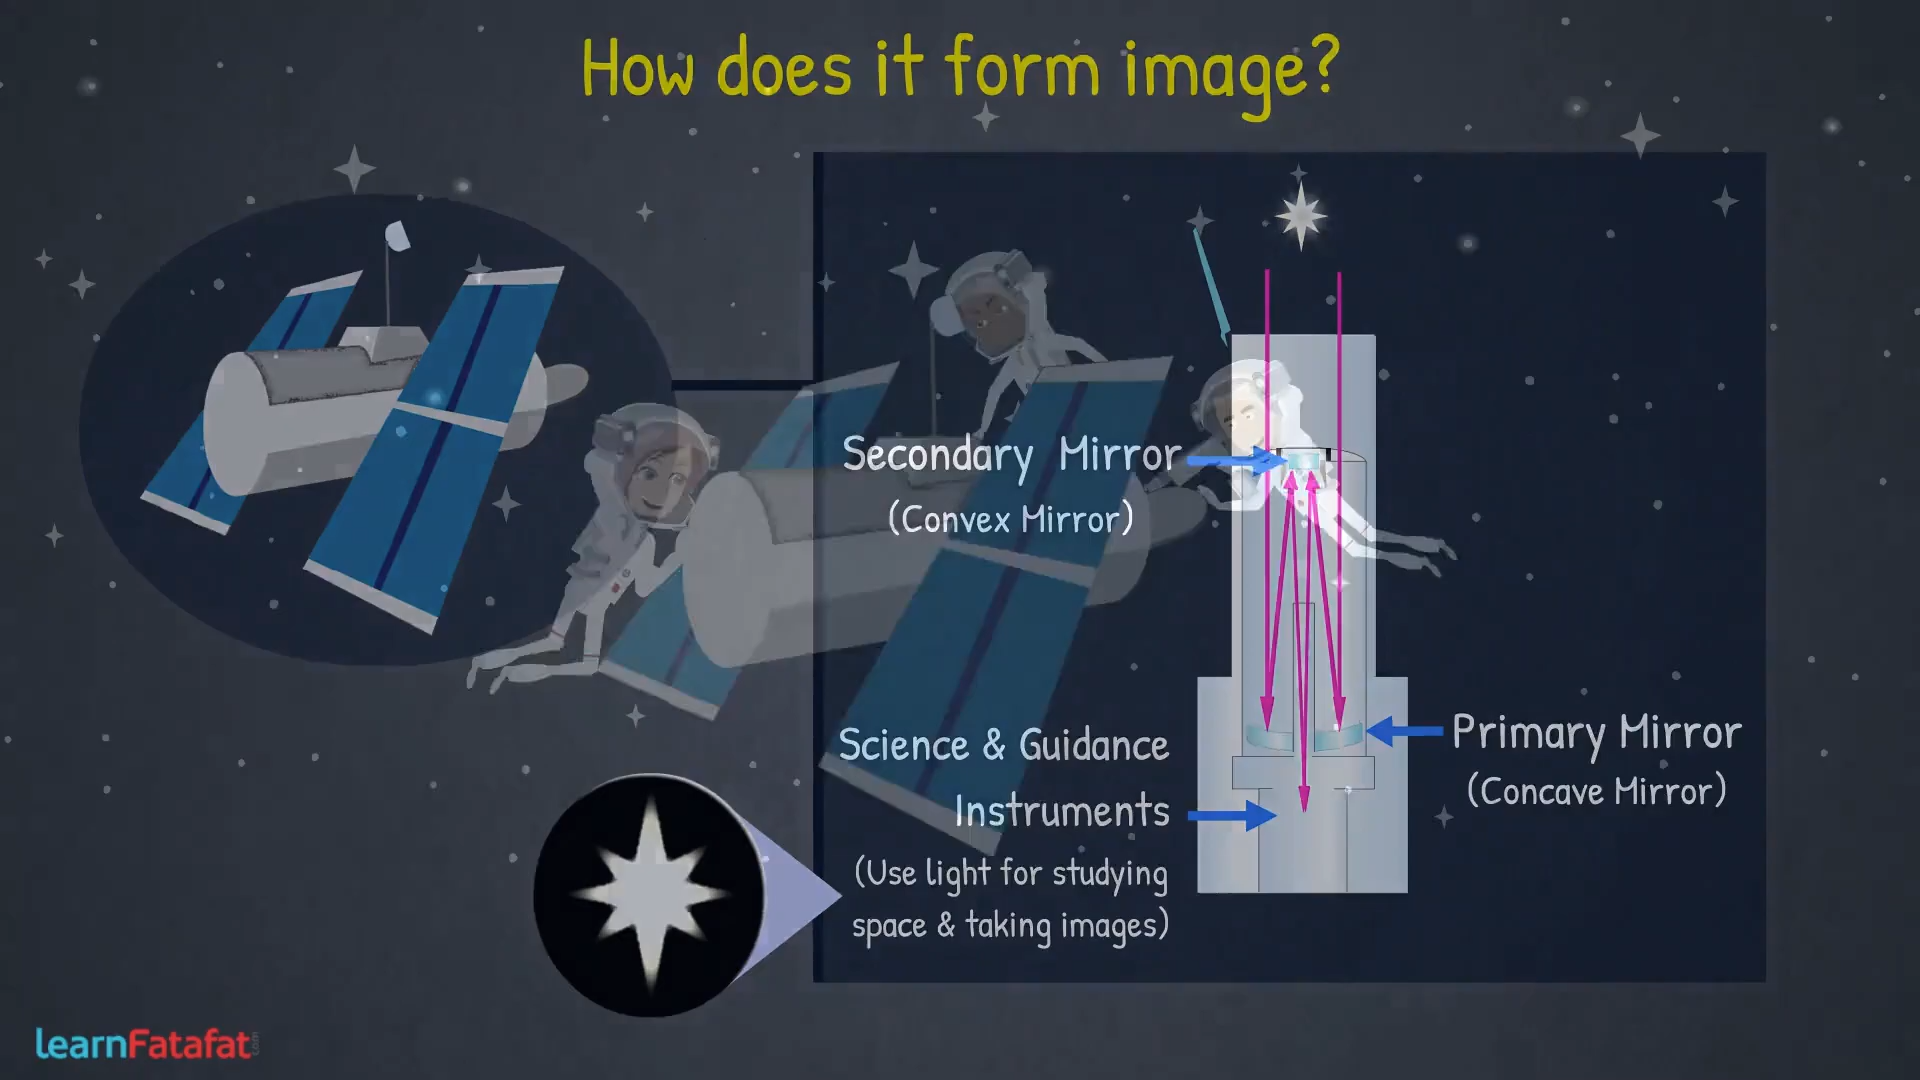 How does it form image?
Secondary Mirror
(Convex Mirror)
Science & Guidance
Instruments
(Use light for studying
space & taking images)
Primary Mirror
(Concave Mirror)
learnFatafat